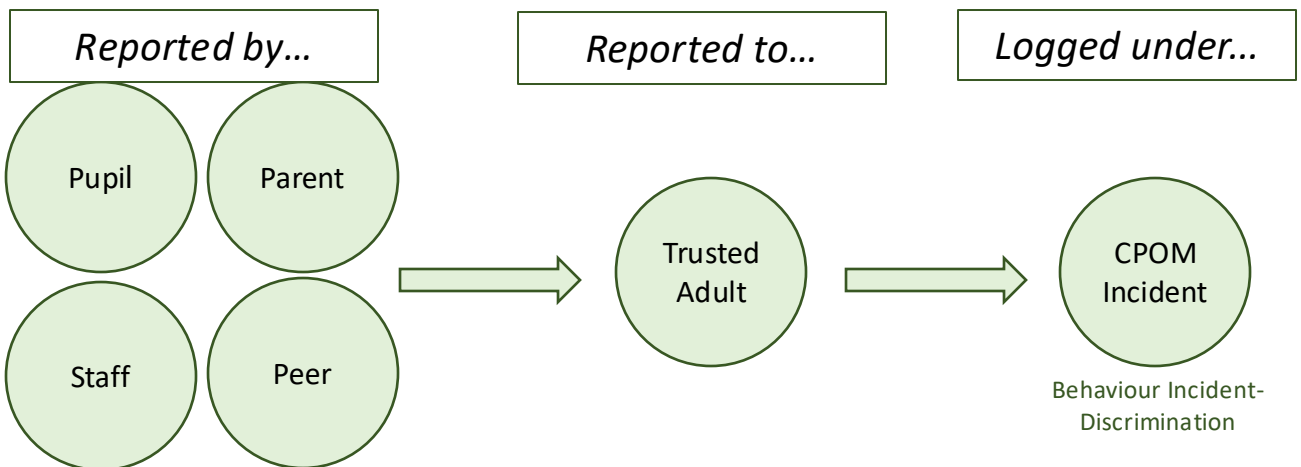 Reported by...
Reported to...
Logged under...
Pupil
Parent
Staff
Peer
Trusted
Adult
CPOM
Incident
Behaviour Incident-
Discrimination